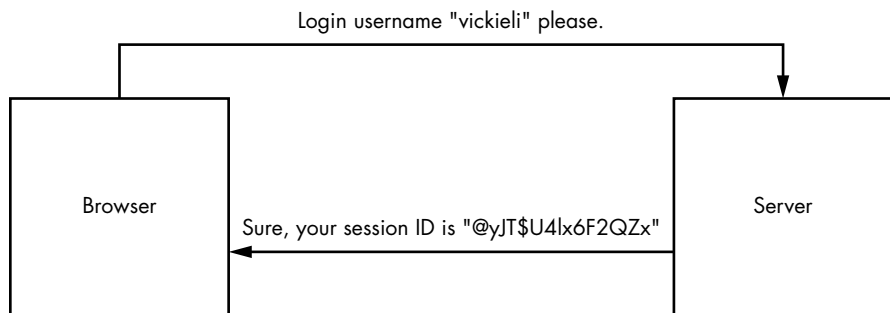 Login username "vickieli" please.
Browser
Server
Sure, your session ID is "@yJT$U4lx6F2QZx"